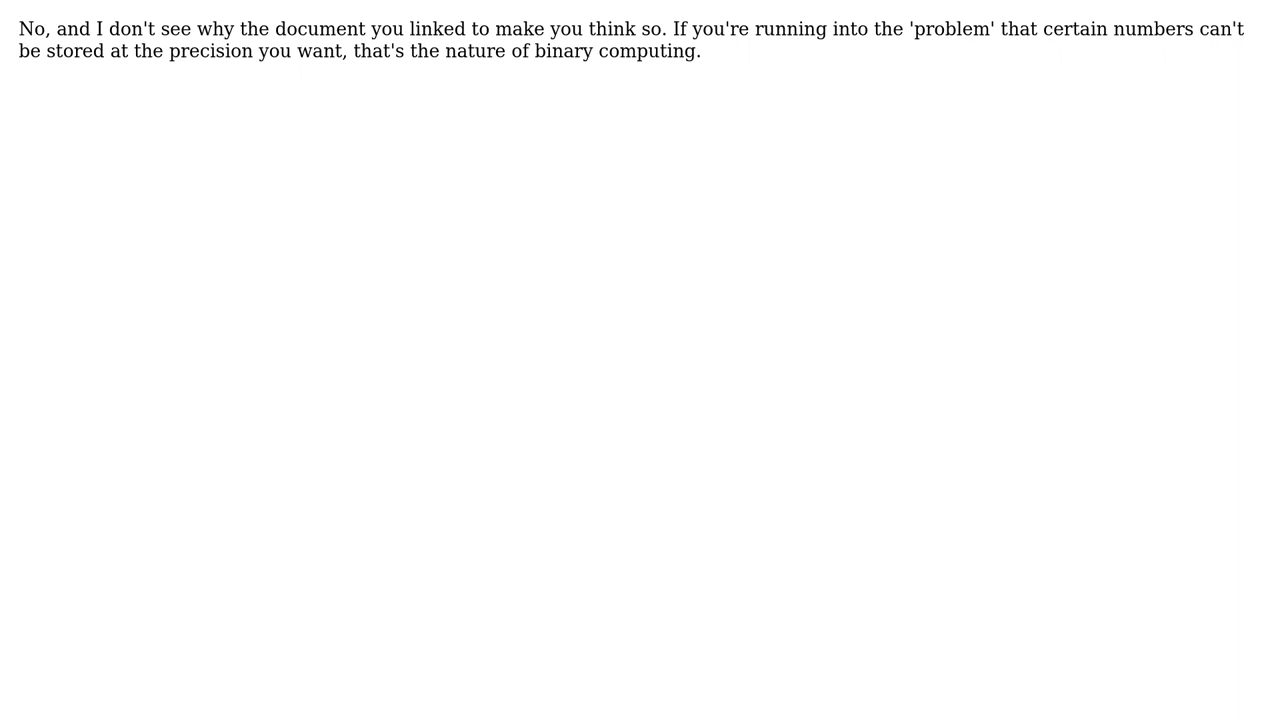 No, and I don't see why the document you linked to make you think so. If you're running into the 'problem' that certain numbers can't
be stored at the precision you want, that's the nature of binary computing.